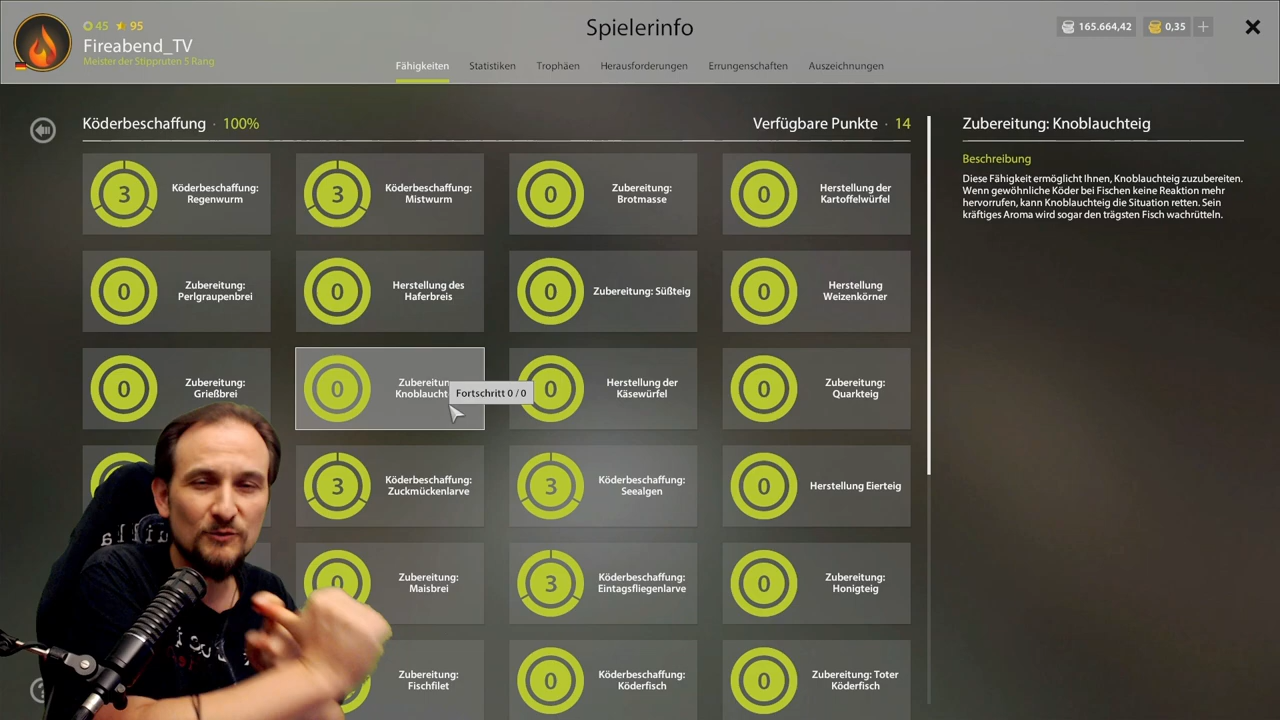 45 95
Fireabend_TV
Meister der Stippruten 5 Rang
Spielerinfo
165.664,42
0,35
Fähigkeiten
Statistiken
Trophäen
Herausforderungen
Errungenschaften
Auszeichnungen
Köderbeschaffung · 100%
Verfügbare Punkte · 14
3
Köderbeschaffung:
Regenwurm
3
Köderbeschaffung:
Mistwurm
0
Zubereitung:
Brotmasse
0
Herstellung der
Kartoffelwürfel
0
Zubereitung:
Perlgraupenbrei
0
Herstellung des
Haferbreis
0
Zubereitung: Süßteig
0
Herstellung
Weizenkörner
0
Zubereitung:
Grießbrei
0
Zubereitun
Knoblaucht
Fortschritt 0 / 0
0
Herstellung der
Käsewürfel
0
Zubereitung:
Quarkteig
3
Köderbeschaffung:
Zuckmückenlarve
3
Köderbeschaffung:
Seealgen
0
Herstellung Eierteig
0
Zubereitung:
Maisbrei
3
Köderbeschaffung:
Eintagsfliegenlarve
0
Zubereitung:
Honigteig
Zubereitung:
Fischfilet
0
Köderbeschaffung:
Köderfisch
0
Zubereitung: Toter
Köderfisch
Zubereitung: Knoblauchteig
Beschreibung
Diese Fähigkeit ermöglicht Ihnen, Knoblauchteig zuzubereiten.
Wenn gewöhnliche Köder bei Fischen keine Reaktion mehr
hervorrufen, kann Knoblauchteig die Situation retten. Sein
kräftiges Aroma wird sogar den trägsten Fisch wachrütteln.